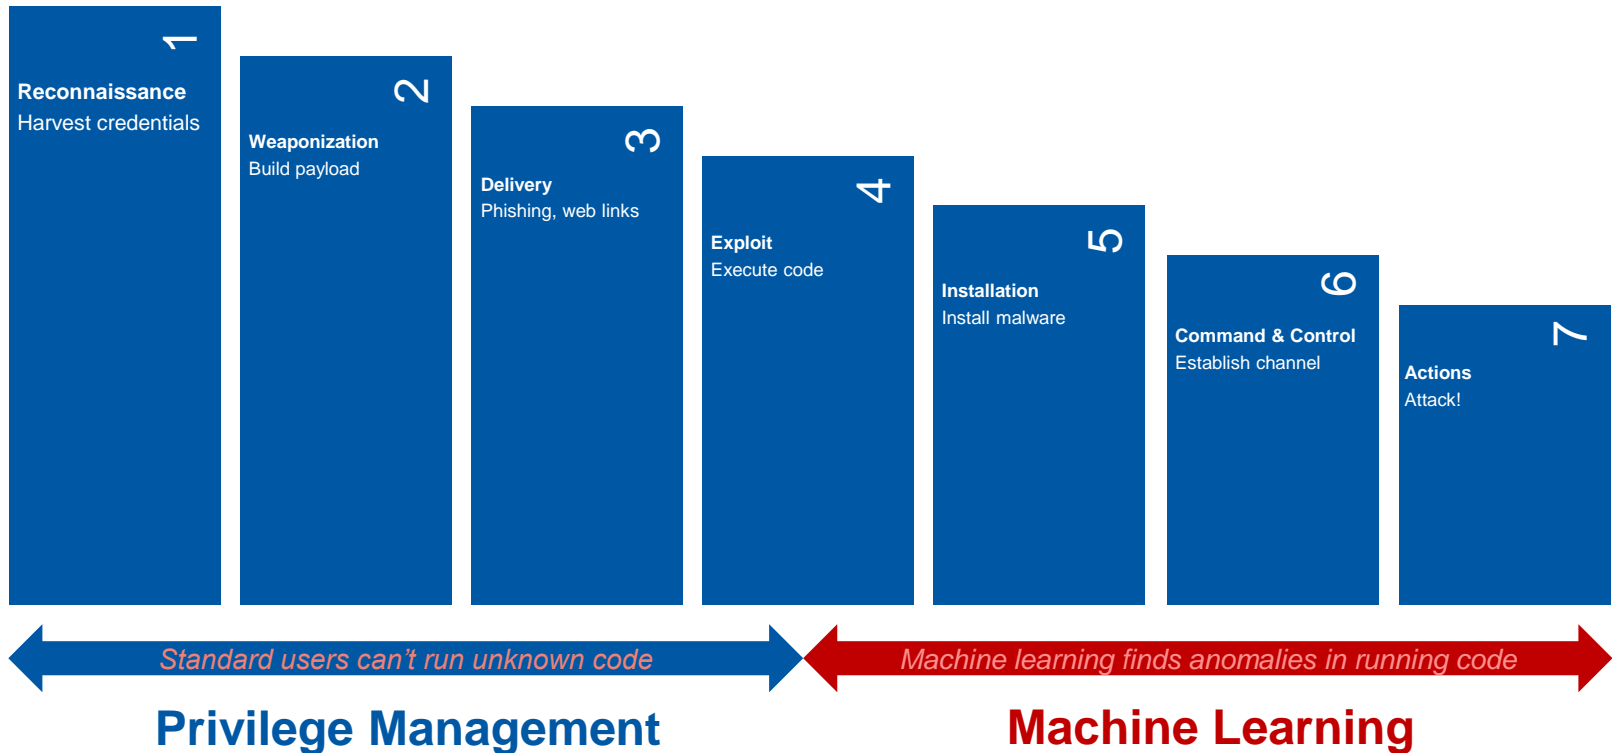 1
Reconnaissance
Harvest credentials
2
Weaponization
Build payload
3
Delivery
Phishing, web links
4
Exploit
Execute code
5
Installation
Install malware
6
Command & Control
Establish channel
7
Actions
Attack!
Standard users can’t run unknown code
Machine learning finds anomalies in running code
Privilege Management
Machine Learning